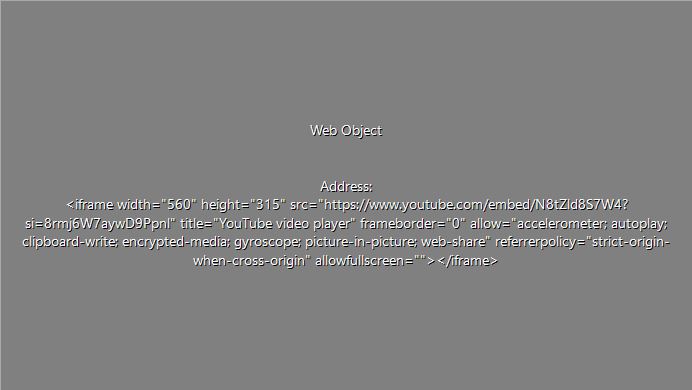 Web Object
Address:
<iframe width="560" height="315" src="https://www.youtube.com/embed/N8tZld8S7W4?
si=8rmj6W7aywD9PpnI" title="YouTube video player" frameborder="0" allow="accelerometer; autoplay;
clipboard-write; encrypted-media; gyroscope; picture-in-picture; web-share" referrerpolicy="strict-origin-
when-cross-origin" allowfullscreen=""></iframe>